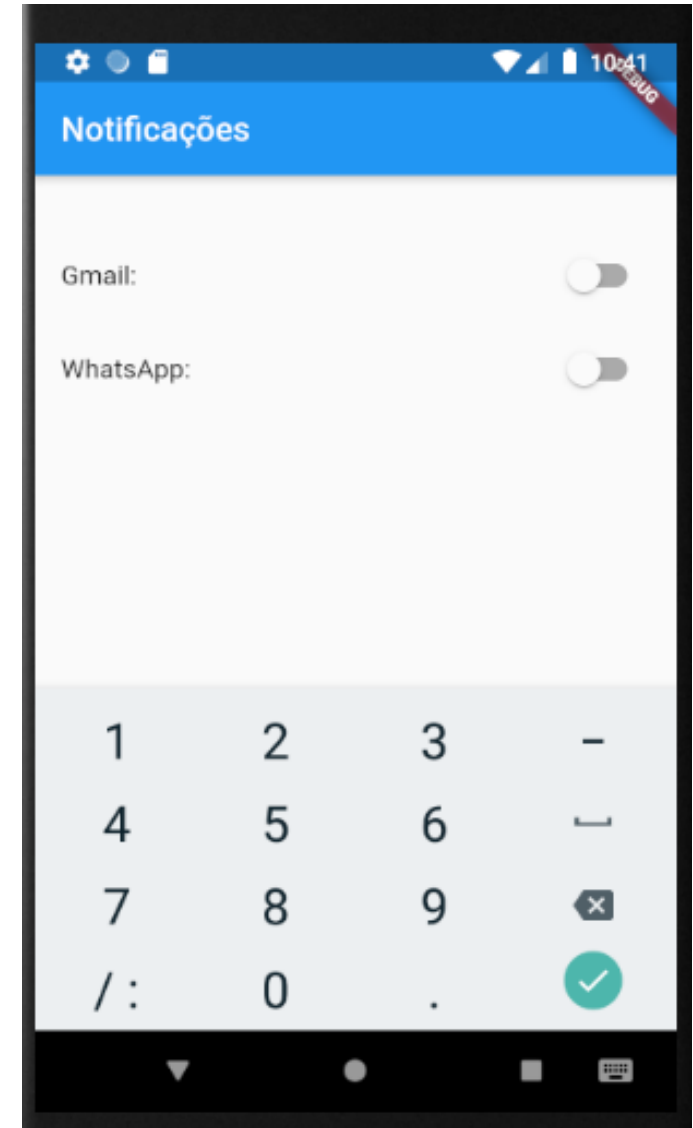 10:41
DEBUG
Notificações
Gmail:
WhatsApp:
1 2 3 -
4 5 6
7 8 9
/ : 0 .